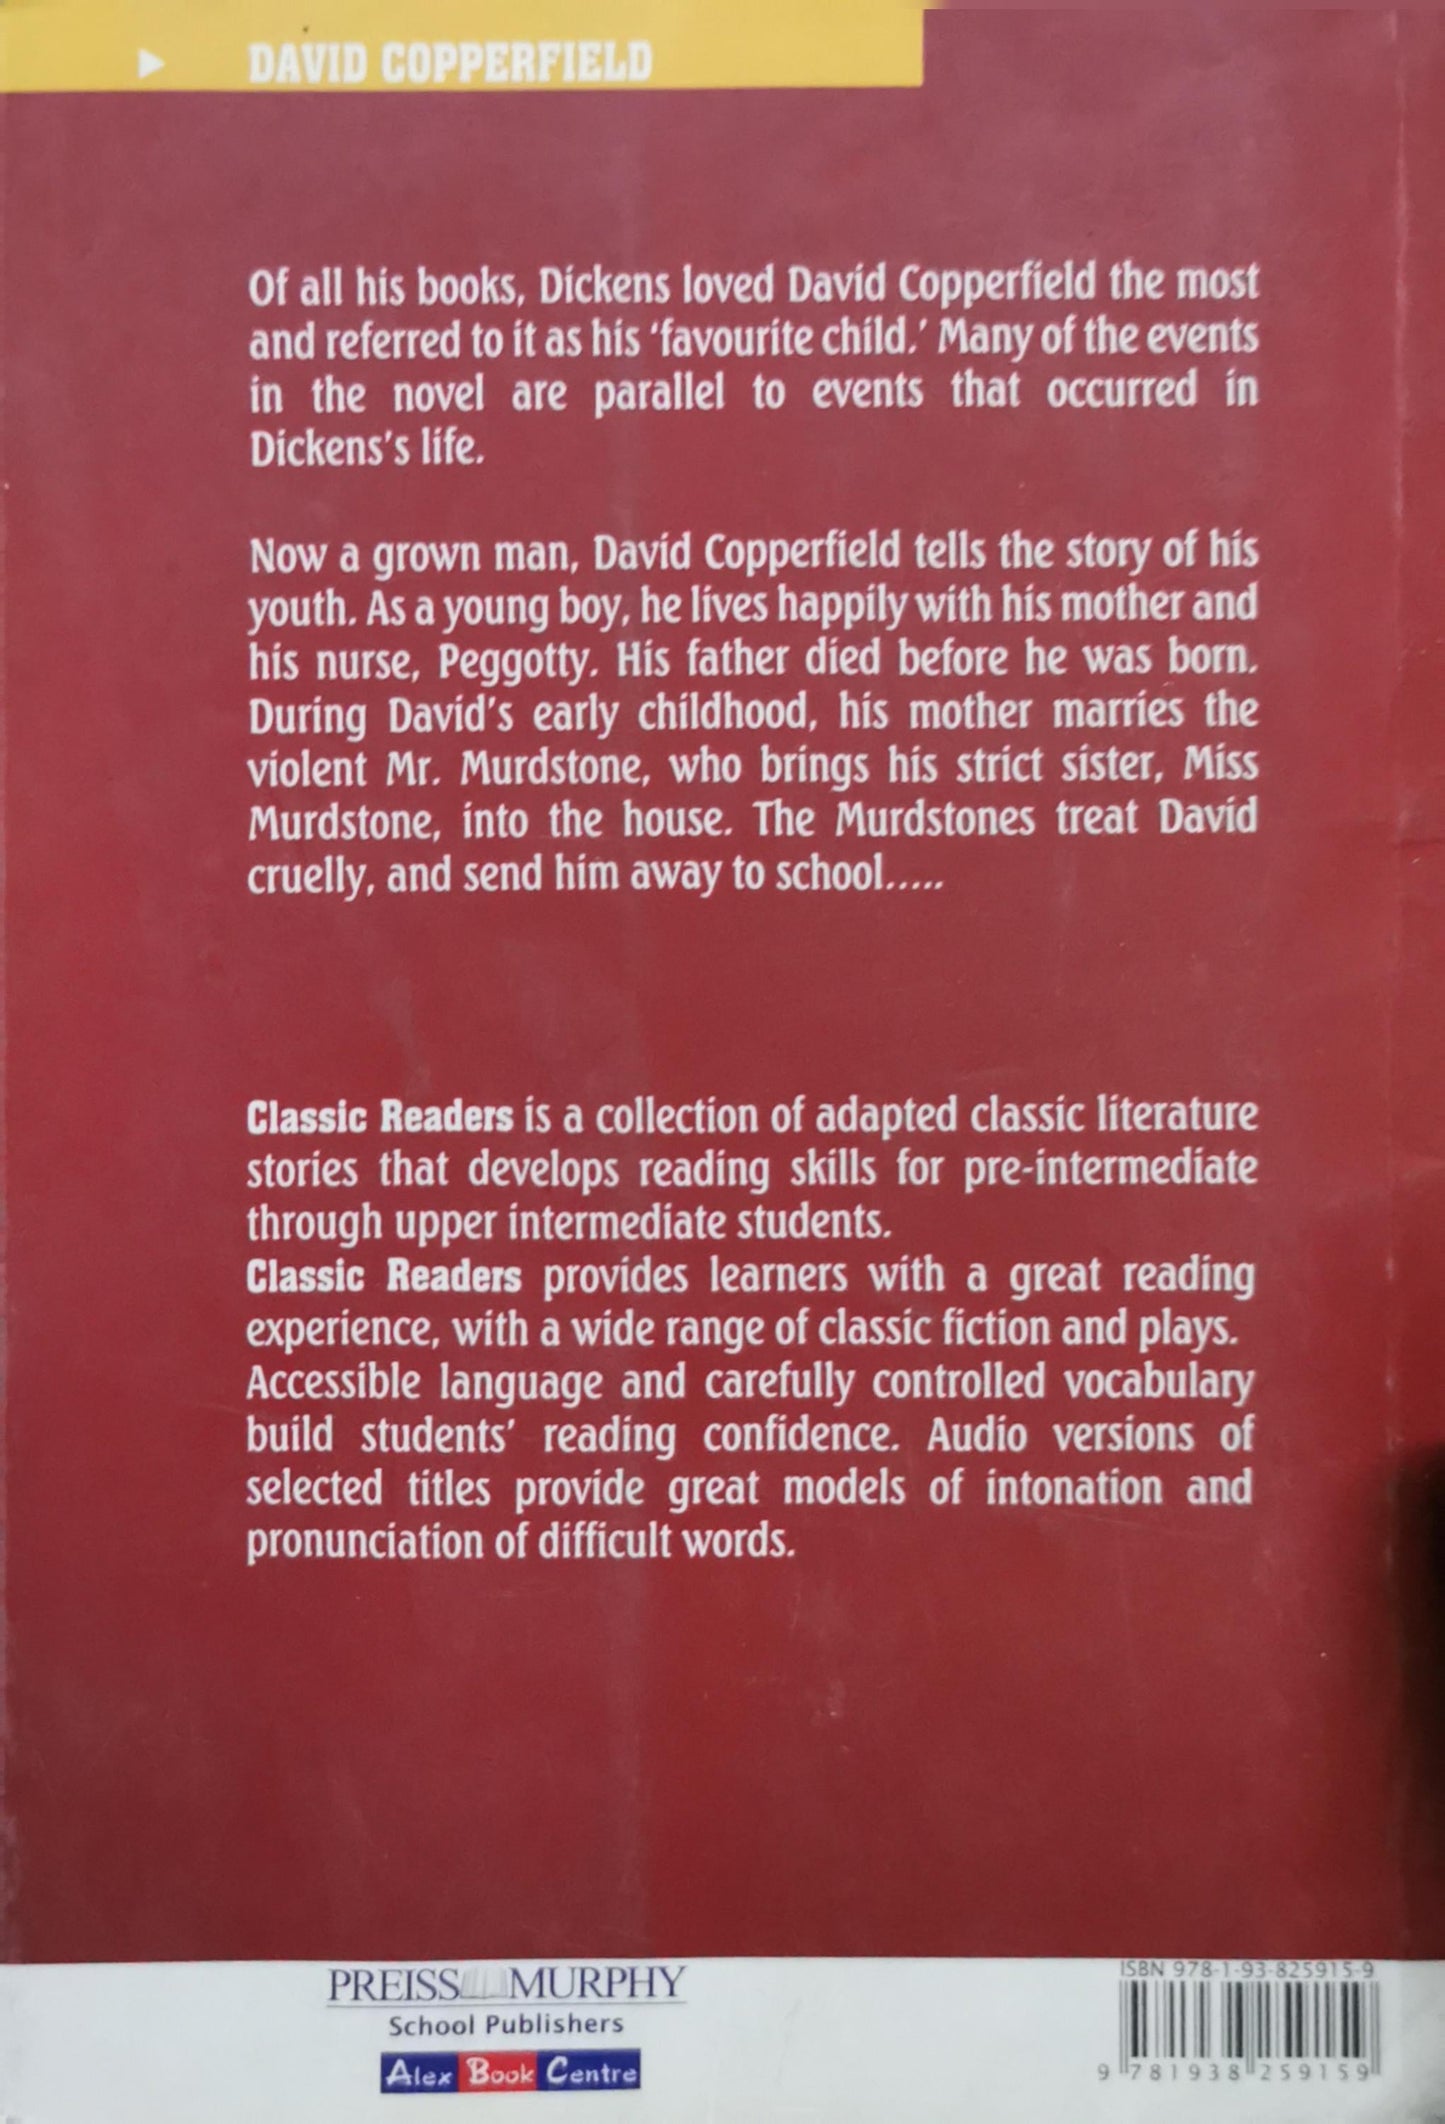 DAVID COPPERFIELD
Of all his books, Dickens loved David Copperfield the most
and referred to it as his ‘favourite child.’ Many of the events
in the novel are parallel to events that occurred in
Dickens’s life.
Now a grown man, David Copperfield tells the story of his
youth. As a young boy, he lives happily with his mother and
his nurse, Peggotty. His father died before he was born.
During David’s early childhood, his mother marries the
violent Mr. Murdstone, who brings his strict sister, Miss
Murdstone, into the house. The Murdstones treat David
cruelly, and send him away to school.....
Classic Readers is a collection of adapted classic literature
stories that develops reading skills for pre-intermediate
through upper intermediate students.
Classic Readers provides learners with a great reading
experience, with a wide range of classic fiction and plays.
Accessible language and carefully controlled vocabulary
build students’ reading confidence. Audio versions of
selected titles provide great models of intonation and
pronunciation of difficult words.
PREISS MURPHY
School Publishers
Alex Book Centre
ISBN 978-1-93-825915-9
9 781938 259159